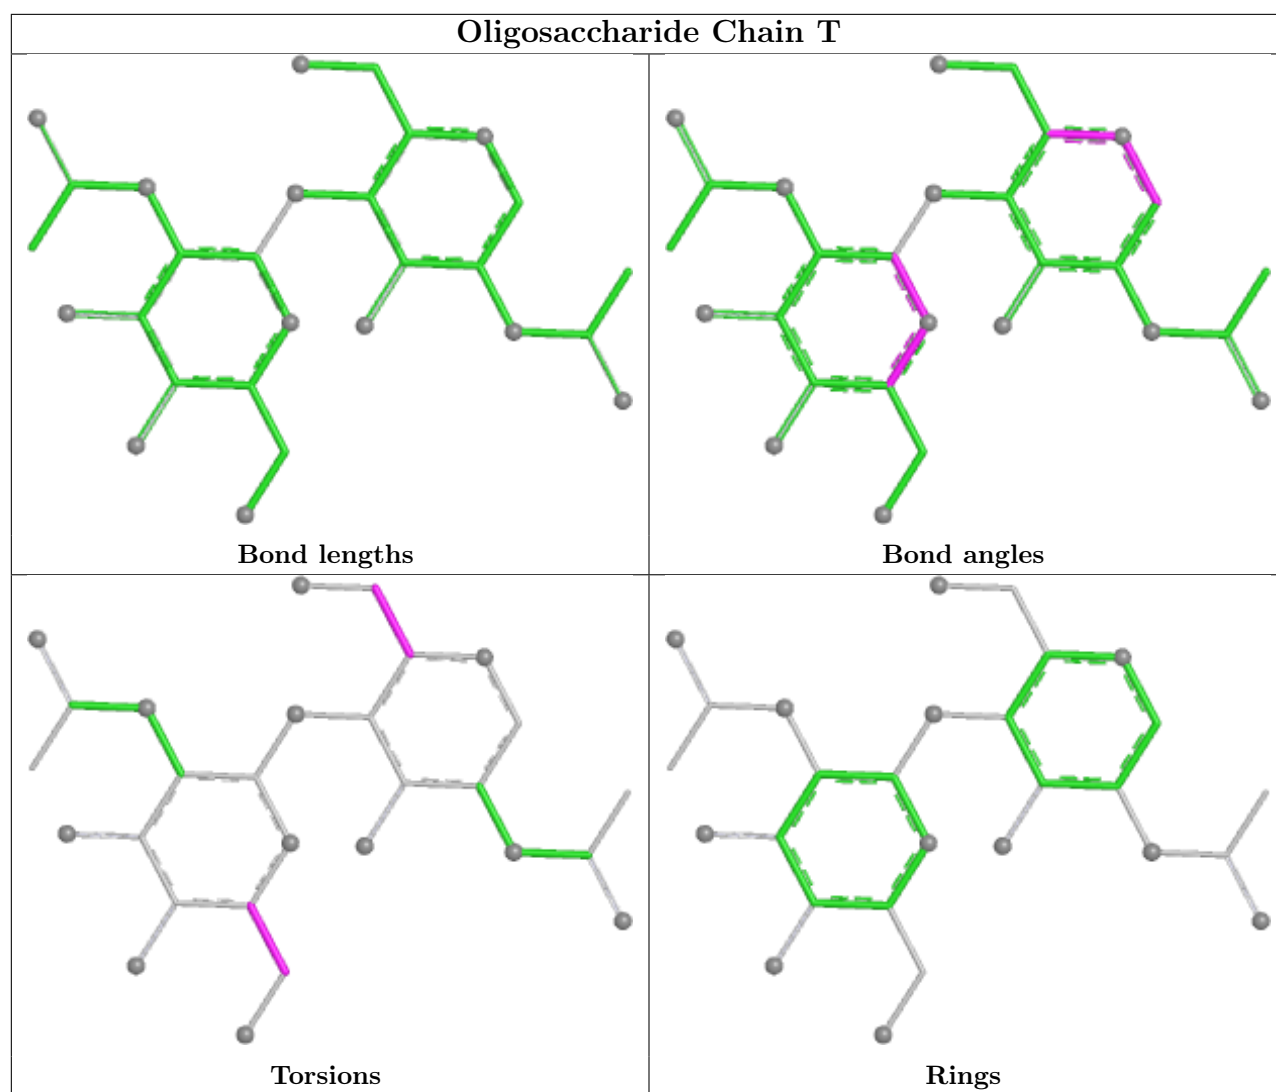 Oligosaccharide Chain T
Bond lengths
Bond angles
Torsions
Rings